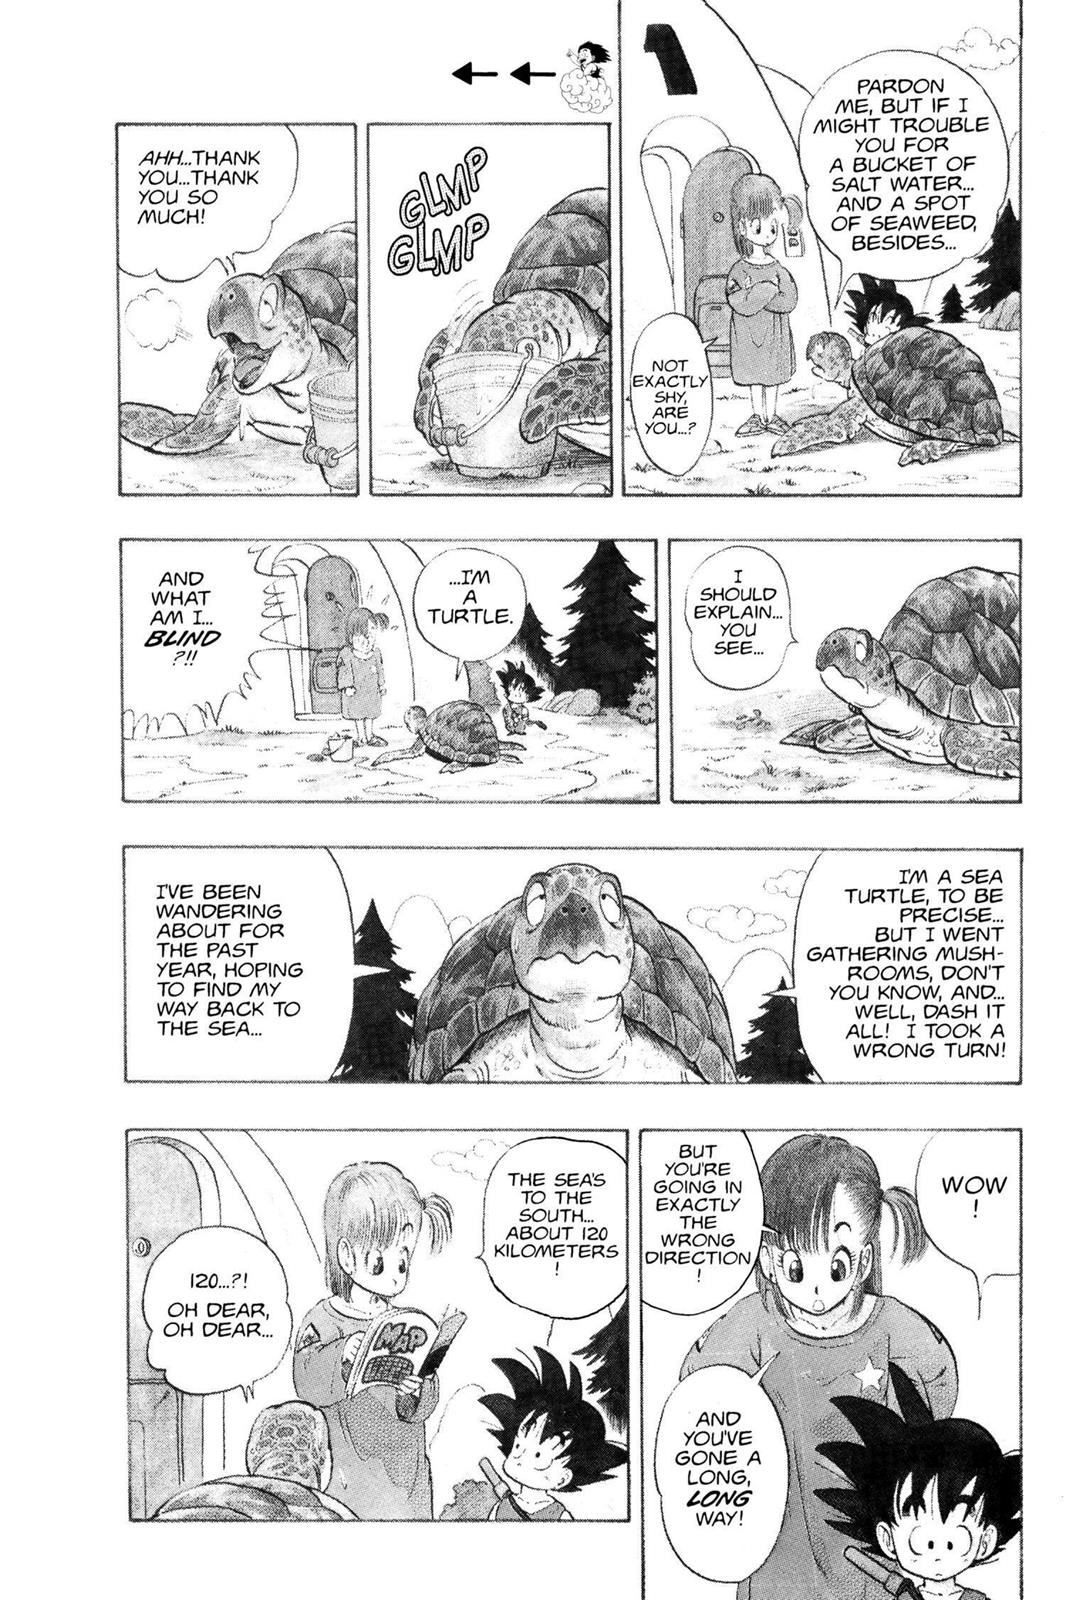 1
PARDON
ME, BUT IF I
MIGHT TROUBLE
YOU FOR
A BUCKET OF
SALT WATER...
AND A SPOT
OF SEAWEED,
BESIDES...
NOT
EXACTLY
SHY,
ARE
YOU...?
GLMP
GLMP
AHH...THANK
YOU...THANK
YOU SO
MUCH!
I
SHOULD
EXPLAIN...
YOU
SEE...
...I'M
A
TURTLE.
AND
WHAT
AM I...
BLIND
?!!
I'M A SEA
TURTLE, TO BE
PRECISE...
BUT I WENT
GATHERING MUSH-
ROOMS, DON'T
YOU KNOW, AND...
WELL, DASH IT
ALL! I TOOK A
WRONG TURN!
I'VE BEEN
WANDERING
ABOUT FOR
THE PAST
YEAR, HOPING
TO FIND MY
WAY BACK TO
THE SEA...
WOW
!
BUT
YOU'RE
GOING IN
EXACTLY
THE
WRONG
DIRECTION
!
AND
YOU'VE
GONE A
LONG,
LONG
WAY!
THE SEA'S
TO THE
SOUTH...
ABOUT 120
KILOMETERS
!
MAP
120...?!
OH DEAR,
OH DEAR...